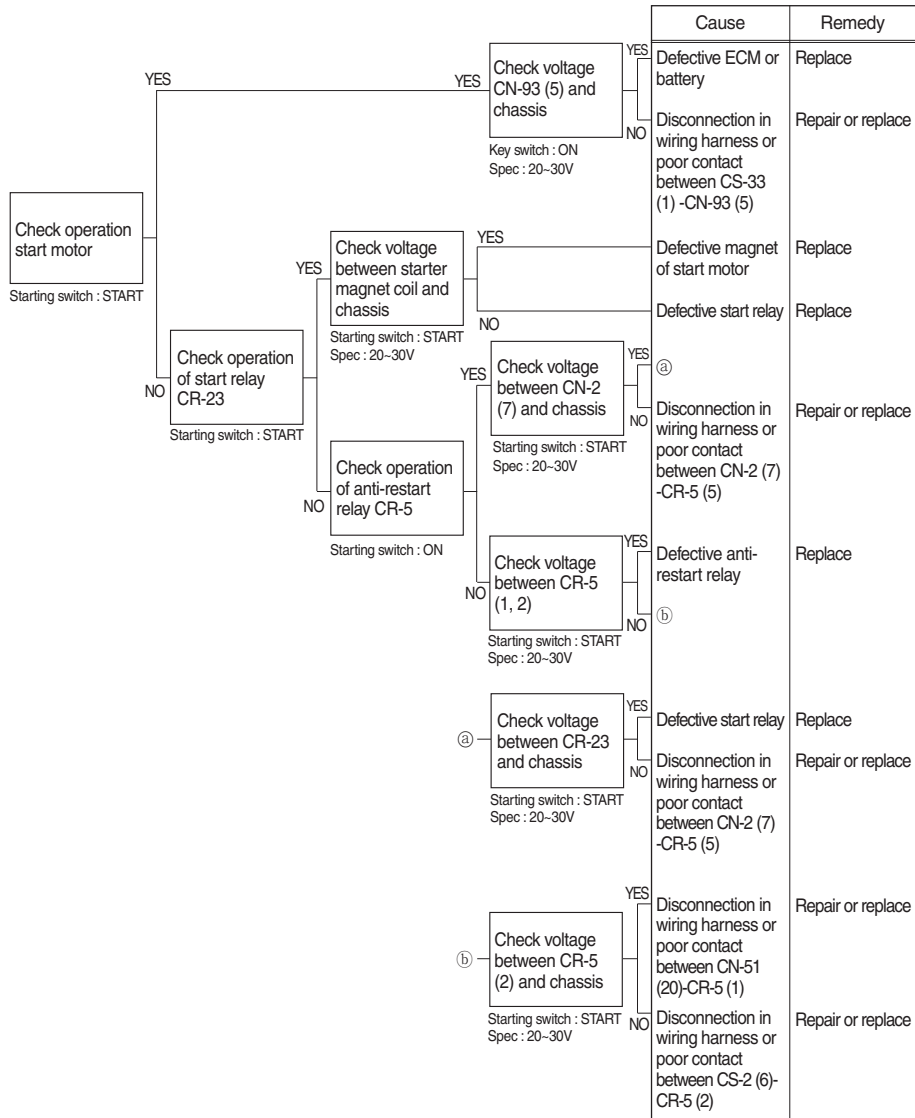 Cause
Remedy
YES
YES
Check voltage
CN-93 (5) and
chassis
Key switch : ON
Spec : 20~30V
YES
Defective ECM or
battery
Replace
NO
Disconnection in
wiring harness or
poor contact
between CS-33
(1) -CN-93 (5)
Repair or replace
Check operation
start motor
Starting switch : START
NO
Check operation
of start relay
CR-23
Starting switch : START
YES
Check voltage
between starter
magnet coil and
chassis
Starting switch : START
Spec : 20~30V
YES
Defective magnet
of start motor
Replace
NO
Defective start relay
Replace
NO
Check operation
of anti-restart
relay CR-5
Starting switch : ON
YES
Check voltage
between CN-2
(7) and chassis
Starting switch : START
Spec : 20~30V
YES
ⓐ
NO
Disconnection in
wiring harness or
poor contact
between CN-2 (7)
-CR-5 (5)
Repair or replace
NO
Check voltage
between CR-5
(1, 2)
Starting switch : START
Spec : 20~30V
YES
Defective anti-
restart relay
Replace
NO
ⓑ
ⓐ
Check voltage
between CR-23
and chassis
Starting switch : START
Spec : 20~30V
YES
Defective start relay
Replace
NO
Disconnection in
wiring harness or
poor contact
between CN-2 (7)
-CR-5 (5)
Repair or replace
ⓑ
Check voltage
between CR-5
(2) and chassis
Starting switch : START
Spec : 20~30V
YES
Disconnection in
wiring harness or
poor contact
between CN-51
(20)-CR-5 (1)
Repair or replace
NO
Disconnection in
wiring harness or
poor contact
between CS-2 (6)-
CR-5 (2)
Repair or replace